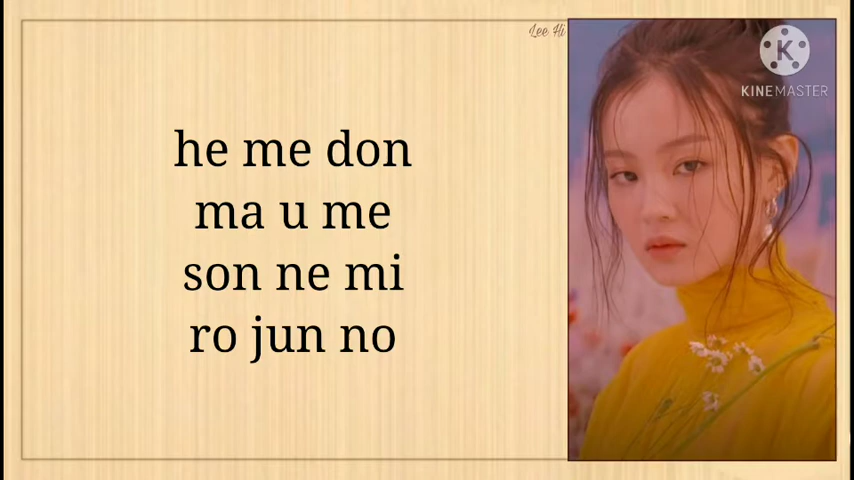 Lee Hi
KINEMASTER
he me don
ma u me
son ne mi
ro jun no